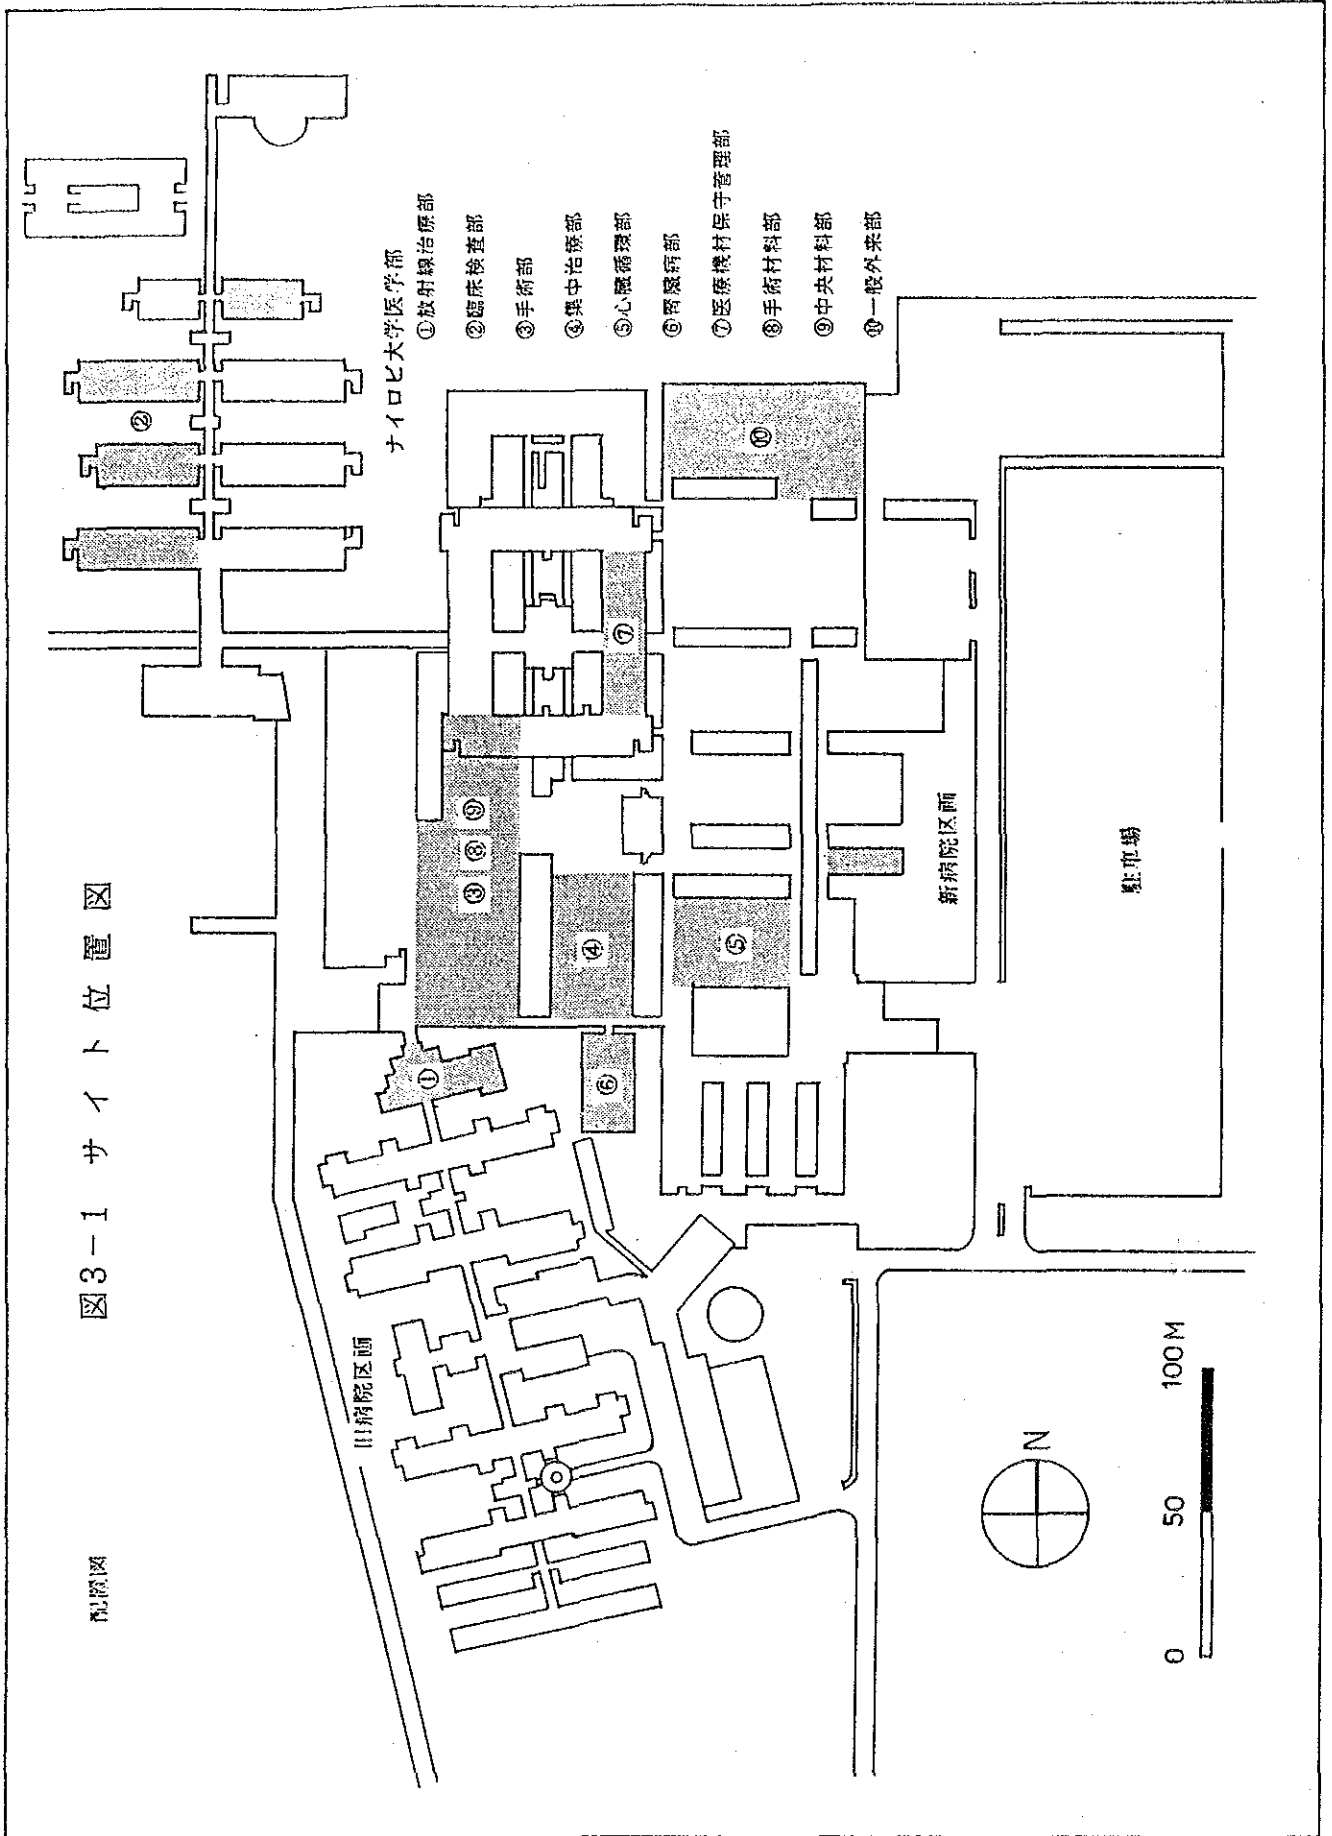 図3-1 サイト位置図
配置図
ナイロビ大学医学部
①放射線治療部
②臨床検査部
③手術部
④集中治療部
⑤心臓循環部
⑥腎臓病部
⑦医療機材保守管理部
⑧手術材料部
⑨中央材料部
⑩一般外来部
②
⑦
⑩
③ ⑧ ⑨
④
⑤
①
⑥
旧病院区画
新病院区画
駐車場
N
0 50 100M